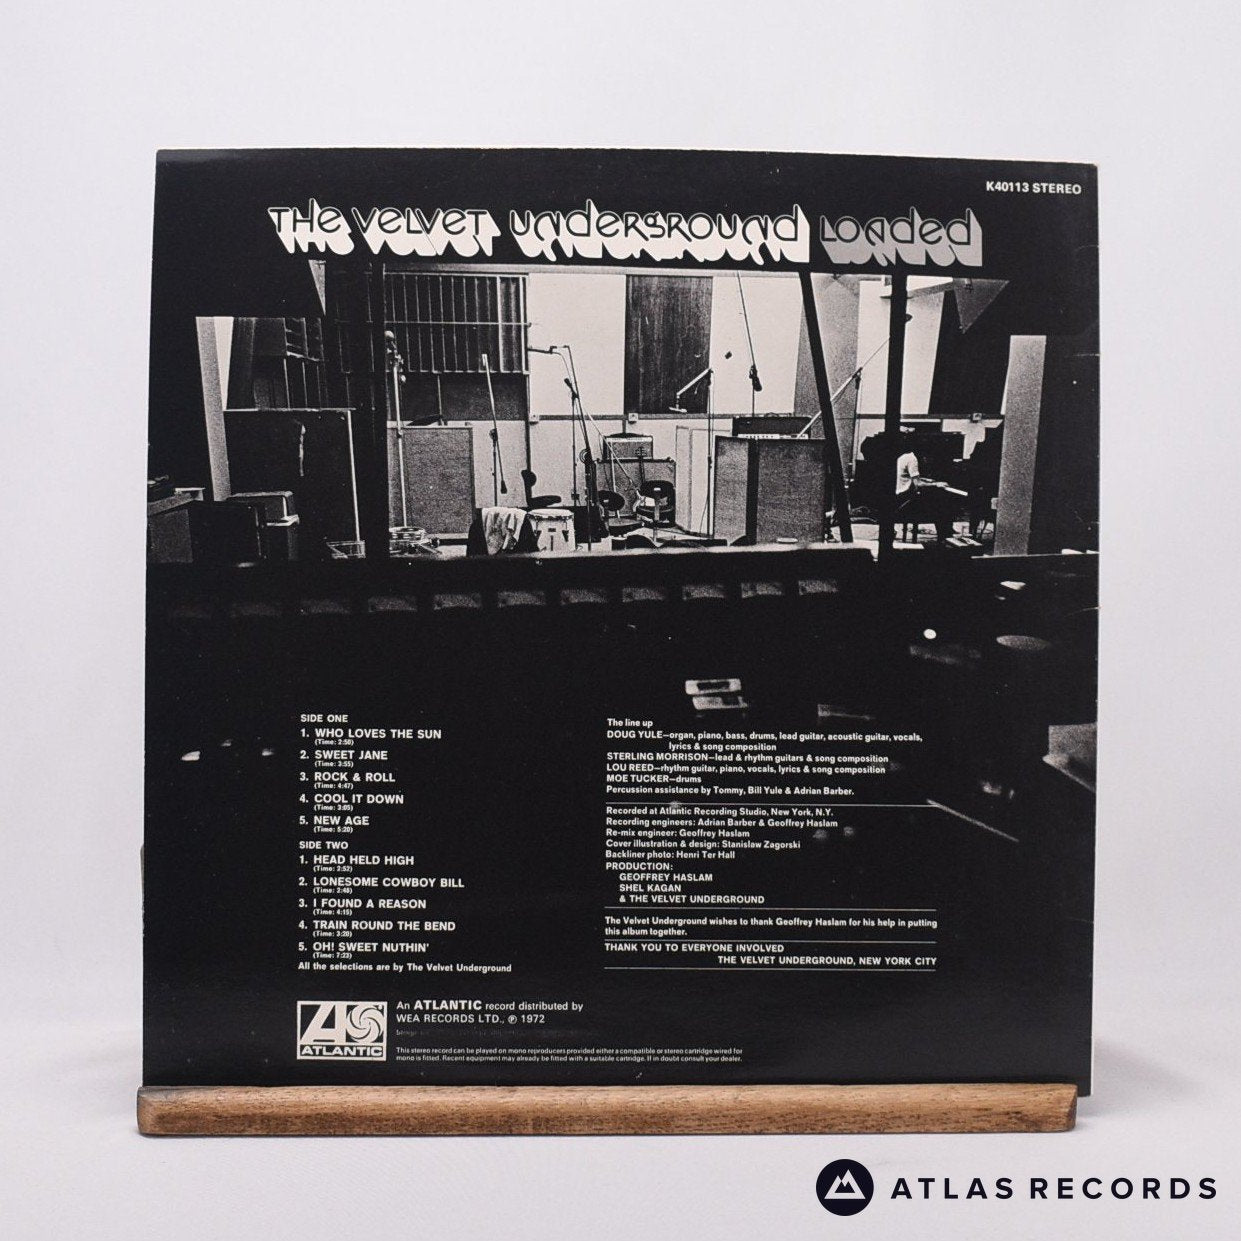 K40113 STEREO
THE VELVET UNDERGROUND LOADED
SIDE ONE
1. WHO LOVES THE SUN
(Time: 2:50)
2. SWEET JANE
(Time: 3:55)
3. ROCK & ROLL
(Time: 4:47)
4. COOL IT DOWN
(Time: 3:05)
5. NEW AGE
(Time: 5:20)
SIDE TWO
1. HEAD HELD HIGH
(Time: 2:52)
2. LONESOME COWBOY BILL
(Time: 2:48)
3. I FOUND A REASON
(Time: 4:15)
4. TRAIN ROUND THE BEND
(Time: 3:20)
5. OH! SWEET NUTHIN'
(Time: 7:23)
All the selections are by The Velvet Underground
The line up
DOUG YULE—organ, piano, bass, drums, lead guitar, acoustic guitar, vocals,
lyrics & song composition
STERLING MORRISON—lead & rhythm guitars & song composition
LOU REED—rhythm guitar, piano, vocals, lyrics & song composition
MOE TUCKER—drums
Percussion assistance by Tommy, Bill Yule & Adrian Barber.
Recorded at Atlantic Recording Studio, New York, N.Y.
Recording engineers: Adrian Barber & Geoffrey Haslam
Re-mix engineer: Geoffrey Haslam
Cover illustration & design: Stanislaw Zagorski
Backliner photo: Henri Ter Hall
PRODUCTION:
GEOFFREY HASLAM
SHEL KAGAN
& THE VELVET UNDERGROUND
The Velvet Underground wishes to thank Geoffrey Haslam for his help in putting
this album together.
THANK YOU TO EVERYONE INVOLVED
THE VELVET UNDERGROUND, NEW YORK CITY
ATLANTIC
An ATLANTIC record distributed by
WEA RECORDS LTD., ℗ 1972
This stereo record can be played on mono reproducers provided either a compatible or stereo cartridge wired for
mono is fitted. Recent equipment may already be fitted with a suitable cartridge. If in doubt consult your dealer.
ATLAS RECORDS